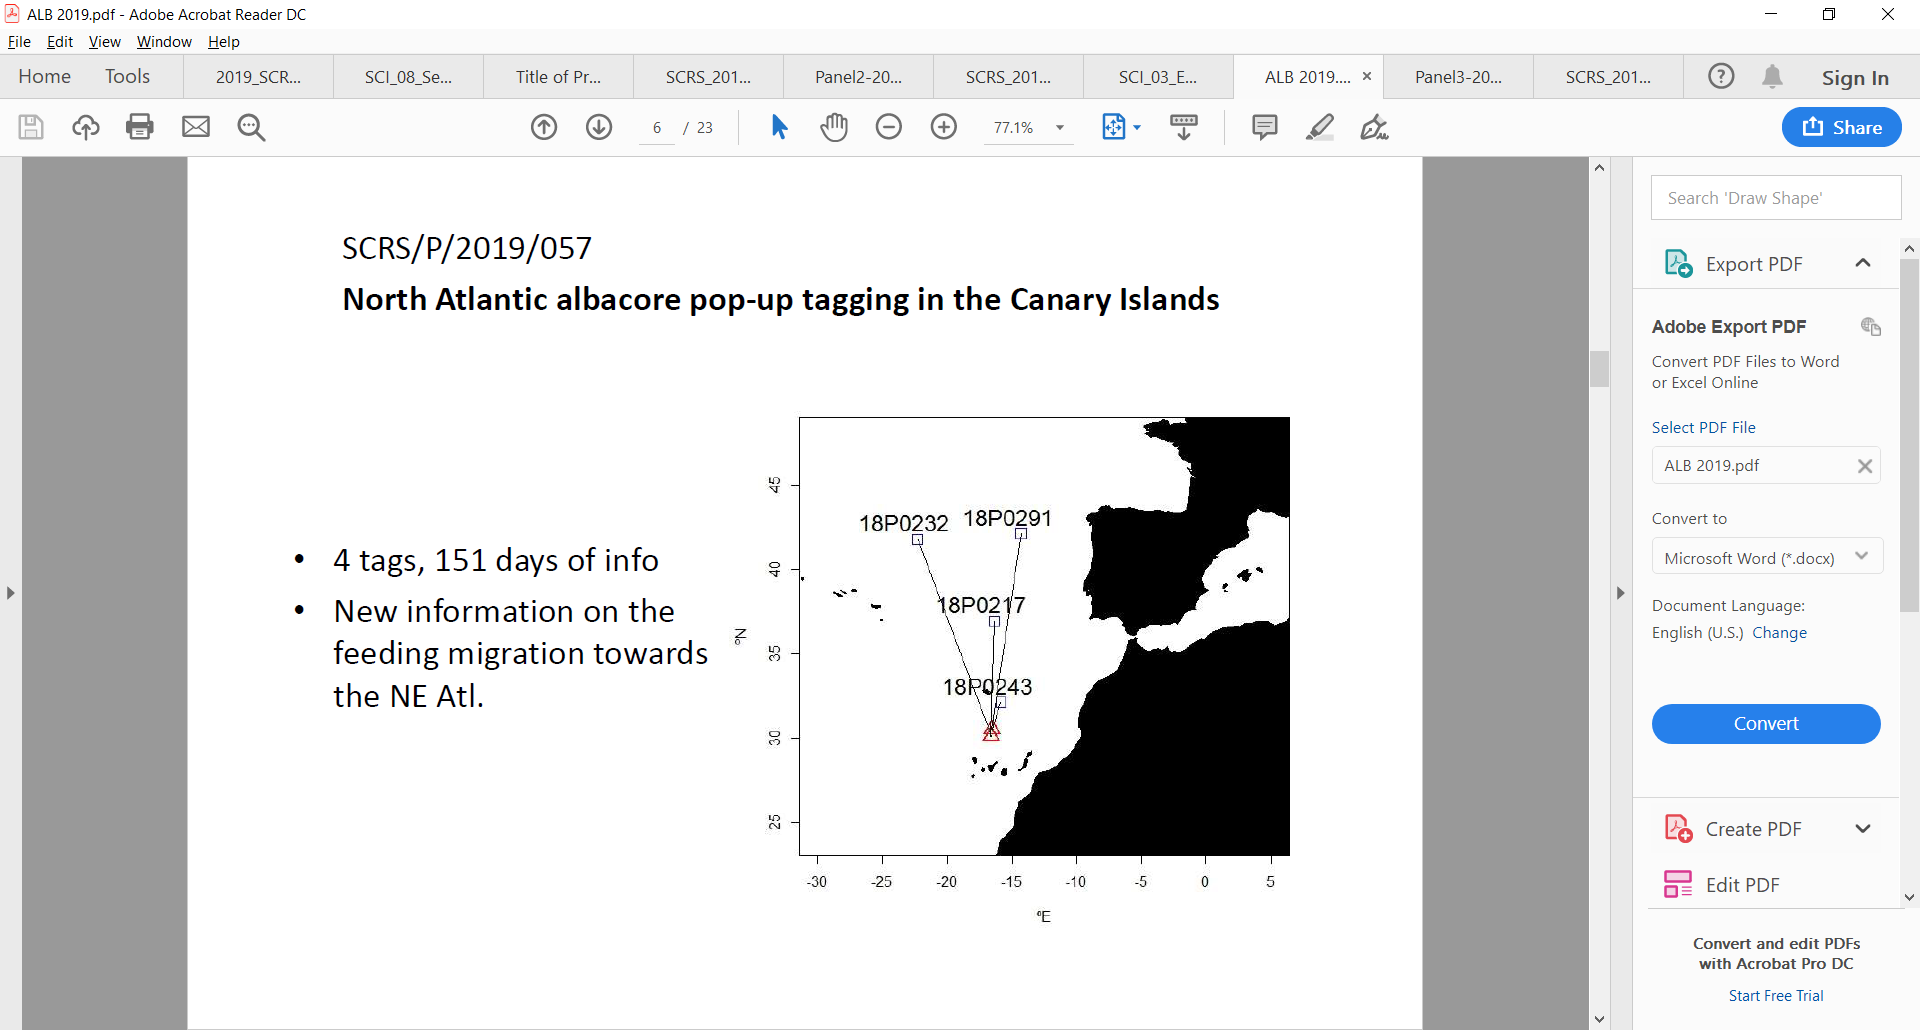 ALB 2019.pdf - Adobe Acrobat Reader DC
File Edit View Window Help
Home Tools 2019_SCR... SCI_08_Se... Title of Pr... SCRS_201... Panel2-20... SCRS_201... SCI_03_E... ALB 2019.... Panel3-20... SCRS_201... Sign In
6 / 23 77.1% Share
SCRS/P/2019/057
North Atlantic albacore pop-up tagging in the Canary Islands
• 4 tags, 151 days of info
• New information on the
feeding migration towards
the NE Atl.
18P0232 18P0291
18P0217
18P0243
45
40
35
30
25
ºN
-30 -25 -20 -15 -10 -5 0 5
ºE
Search 'Draw Shape'
Export PDF
Adobe Export PDF
Convert PDF Files to Word
or Excel Online
Select PDF File
ALB 2019.pdf
Convert to
Microsoft Word (*.docx)
Document Language:
English (U.S.) Change
Convert
Create PDF
Edit PDF
Convert and edit PDFs
with Acrobat Pro DC
Start Free Trial